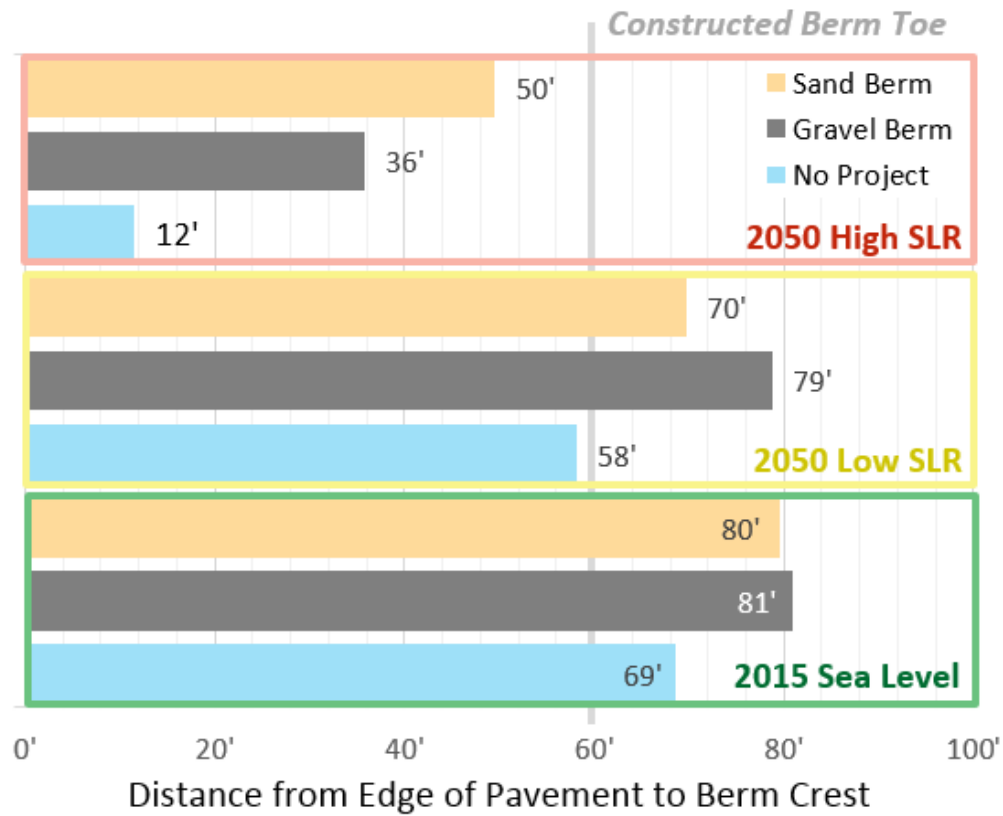 Constructed Berm Toe
50'
Sand Berm
Gravel Berm
36'
No Project
12'
2050 High SLR
70'
79'
58'
2050 Low SLR
80'
81'
69'
2015 Sea Level
0' 20' 40' 60' 80' 100'
Distance from Edge of Pavement to Berm Crest